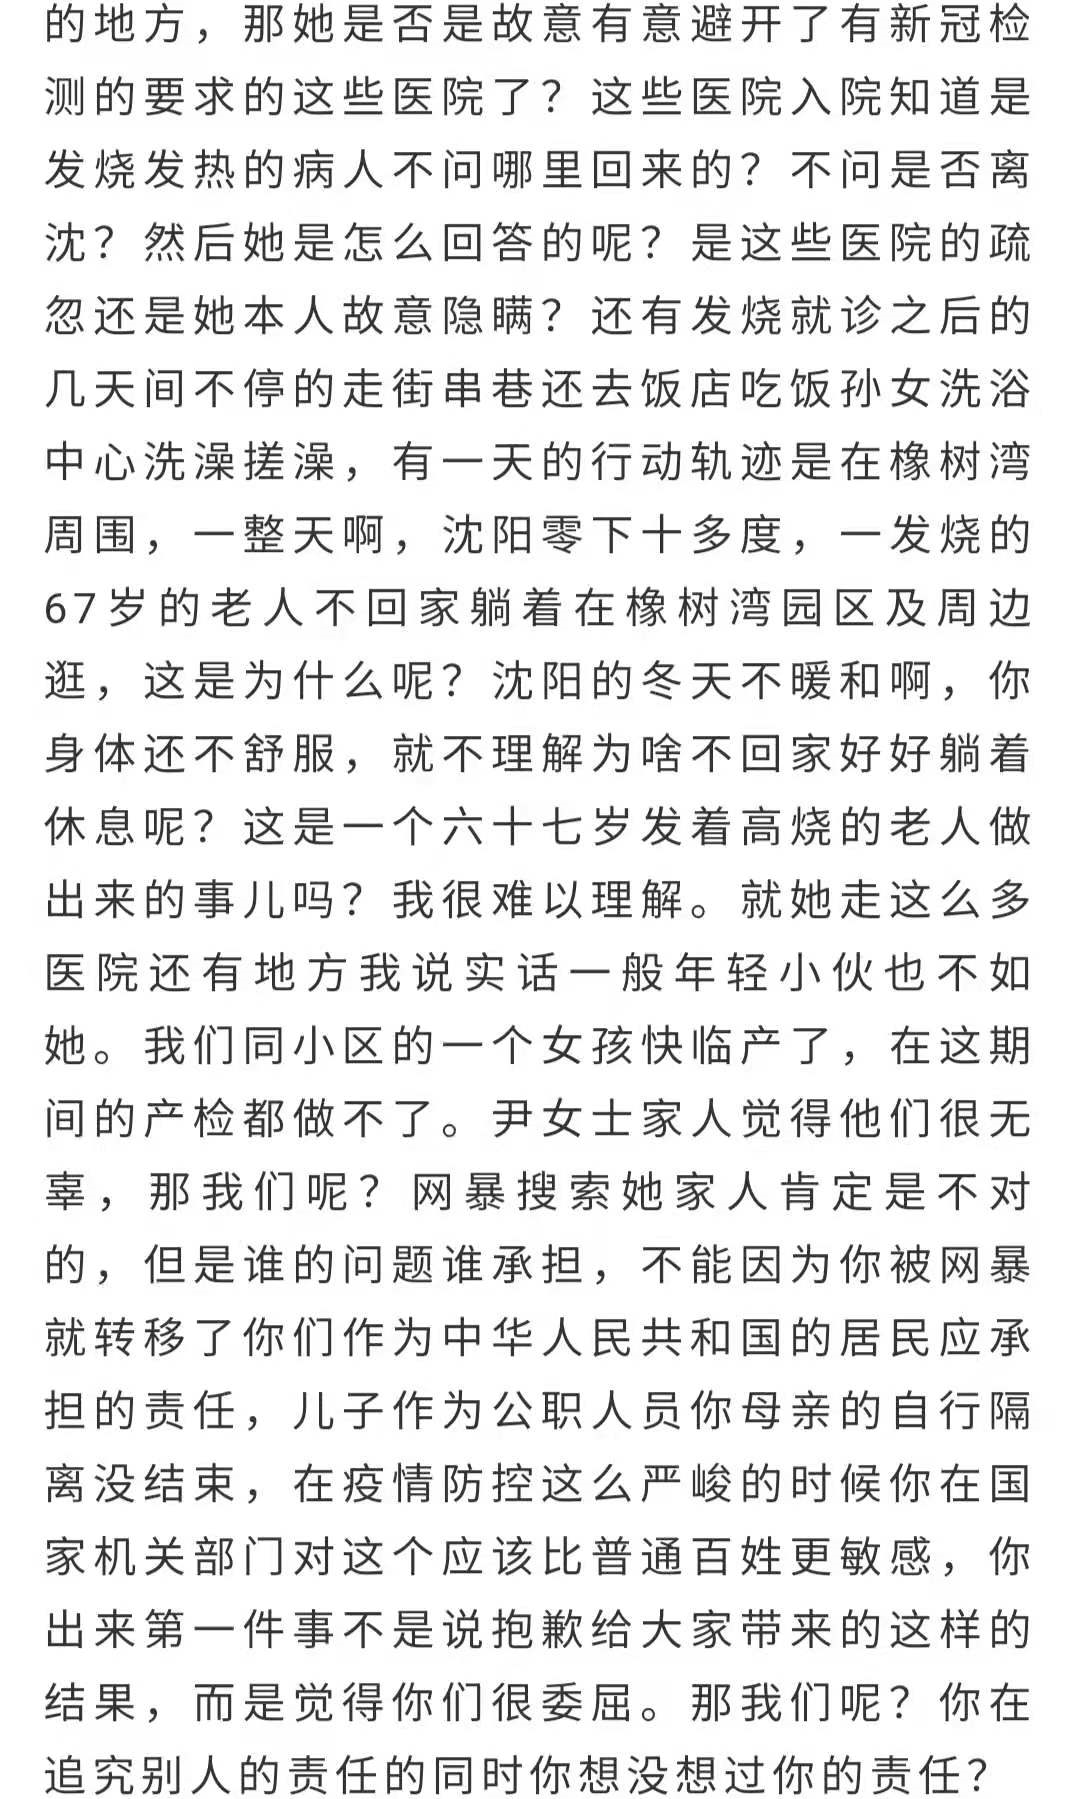 的地方，那她是否是故意有意避开了有新冠检
测的要求的这些医院了？这些医院入院知道是
发烧发热的病人不问哪里回来的？不问是否离
沈？然后她是怎么回答的呢？是这些医院的疏
忽还是她本人故意隐瞒？还有发烧就诊之后的
几天间不停的走街串巷还去饭店吃饭孙女洗浴
中心洗澡搓澡，有一天的行动轨迹是在橡树湾
周围，一整天啊，沈阳零下十多度，一发烧的
67岁的老人不回家躺着在橡树湾园区及周边
逛，这是为什么呢？沈阳的冬天不暖和啊，你
身体还不舒服，就不理解为啥不回家好好躺着
休息呢？这是一个六十七岁发着高烧的老人做
出来的事儿吗？我很难以理解。就她走这么多
医院还有地方我说实话一般年轻小伙也不如
她。我们同小区的一个女孩快临产了，在这期
间的产检都做不了。尹女士家人觉得他们很无
辜，那我们呢？网暴搜索她家人肯定是不对
的，但是谁的问题谁承担，不能因为你被网暴
就转移了你们作为中华人民共和国的居民应承
担的责任，儿子作为公职人员你母亲的自行隔
离没结束，在疫情防控这么严峻的时候你在国
家机关部门对这个应该比普通百姓更敏感，你
出来第一件事不是说抱歉给大家带来的这样的
结果，而是觉得你们很委屈。那我们呢？你在
追究别人的责任的同时你想没想过你的责任？